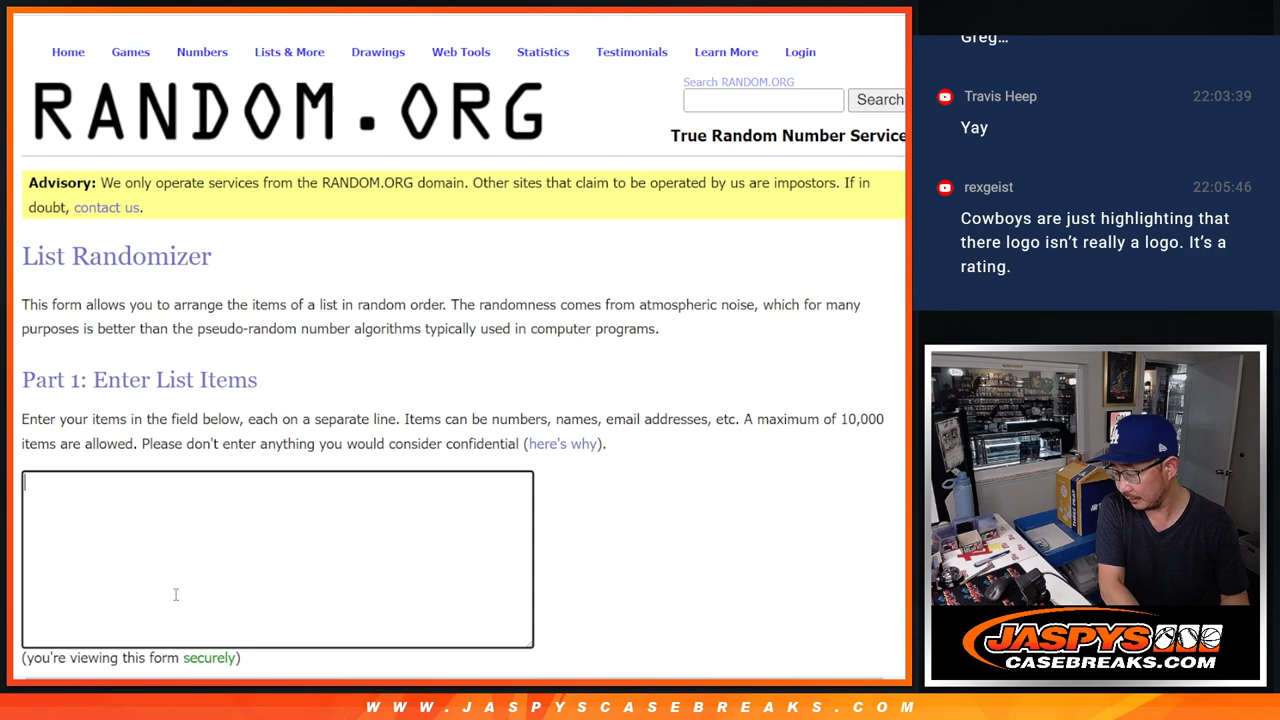 Home Games Numbers Lists & More Drawings Web Tools Statistics Testimonials Learn More Login
RANDOM.ORG
Search RANDOM.ORG
Search
True Random Number Service
Advisory: We only operate services from the RANDOM.ORG domain. Other sites that claim to be operated by us are impostors. If in
doubt, contact us.
List Randomizer
This form allows you to arrange the items of a list in random order. The randomness comes from atmospheric noise, which for many
purposes is better than the pseudo-random number algorithms typically used in computer programs.
Part 1: Enter List Items
Enter your items in the field below, each on a separate line. Items can be numbers, names, email addresses, etc. A maximum of 10,000
items are allowed. Please don't enter anything you would consider confidential (here's why).
(you're viewing this form securely)
Greg...
Travis Heep 22:03:39
Yay
rexgeist 22:05:46
Cowboys are just highlighting that
there logo isn't really a logo. It's a
rating.
JASPYS
CASEBREAKS.COM
WWW.JASPYSCASEBREAKS.COM